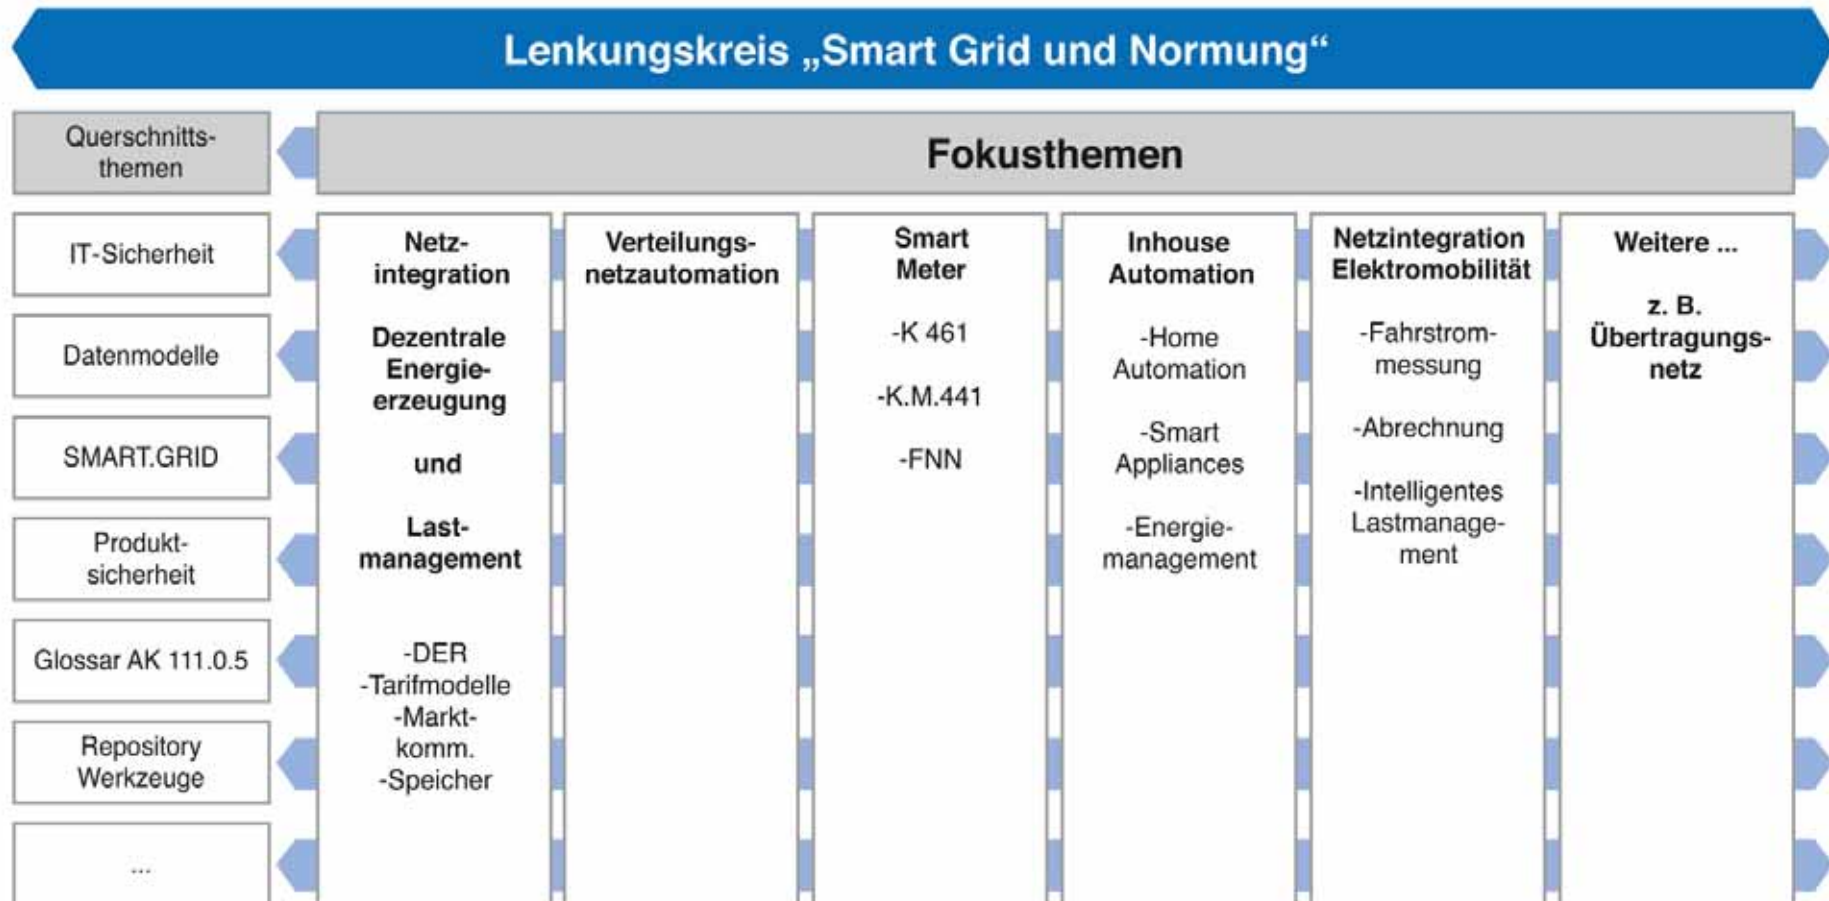 Lenkungskreis „Smart Grid und Normung“
Querschnitts-
themen
Fokusthemen
IT-Sicherheit
Datenmodelle
SMART.GRID
Produkt-
sicherheit
Glossar AK 111.0.5
Repository
Werkzeuge
...
Netz-
integration
Dezentrale
Energie-
erzeugung
und
Last-
management
-DER
-Tarifmodelle
-Markt-
komm.
-Speicher
Verteilungs-
netzautomation
Smart
Meter
-K 461
-K.M.441
-FNN
Inhouse
Automation
-Home
Automation
-Smart
Appliances
-Energie-
management
Netzintegration
Elektromobilität
-Fahrstrom-
messung
-Abrechnung
-Intelligentes
Lastmanage-
ment
Weitere ...
z. B.
Übertragungs-
netz